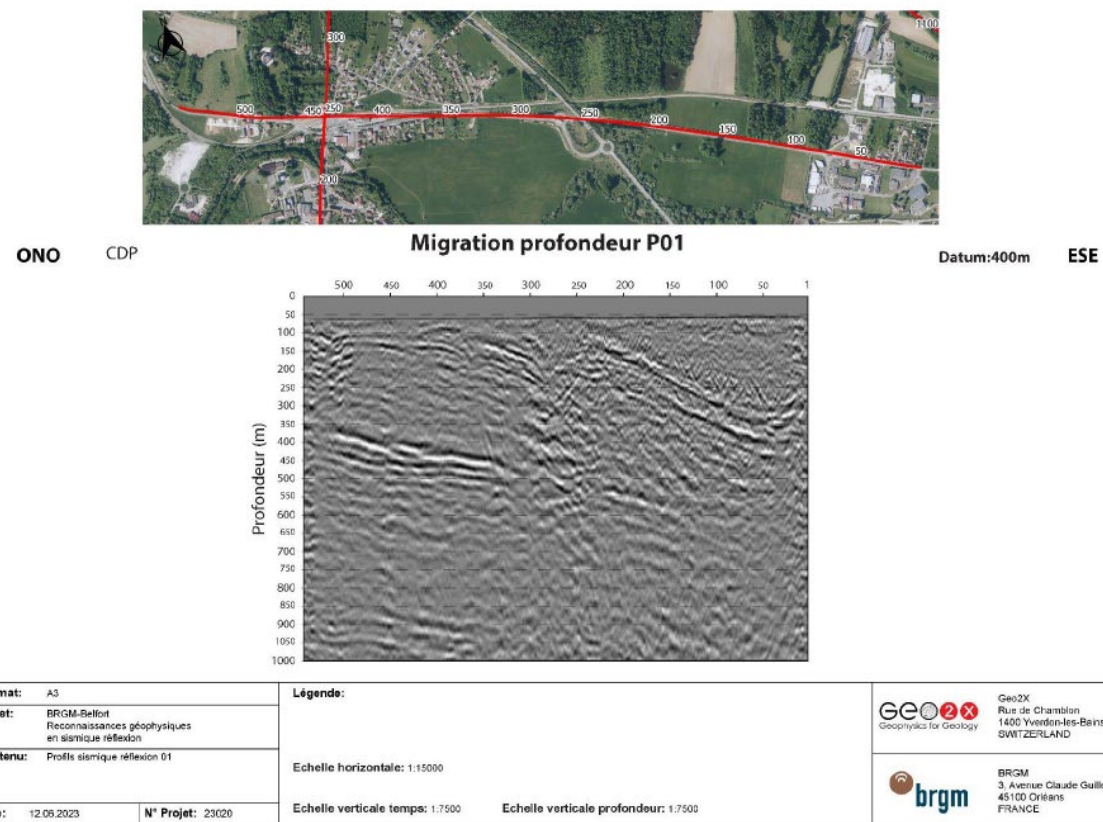 1100
300
500
450
250
400
350
300
250
200
150
100
50
200
Migration profondeur P01
ONO
CDP
Datum:400m
ESE
500 450 400 350 300 250 200 150 100 50 1
0
50
100
150
200
250
300
350
400
450
500
550
600
650
700
750
800
850
900
1050
1000
Profondeur (m)
mat: A3
et: BRGM-Belfort
Reconnaissances géophysiques
en sismique réflexion
tenu: Profils sismique réflexion 01
e: 12.06.2023
N° Projet: 23020
Légende:
Echelle horizontale: 1:15000
Echelle verticale temps: 1:7500 Echelle verticale profondeur: 1:7500
GEO2X
Geophysics for Geology
Geo2X
Rue de Chamblon
1400 Yverdon-les-Bains
SWITZERLAND
brgm
BRGM
3, Avenue Claude Guille
45100 Orléans
FRANCE